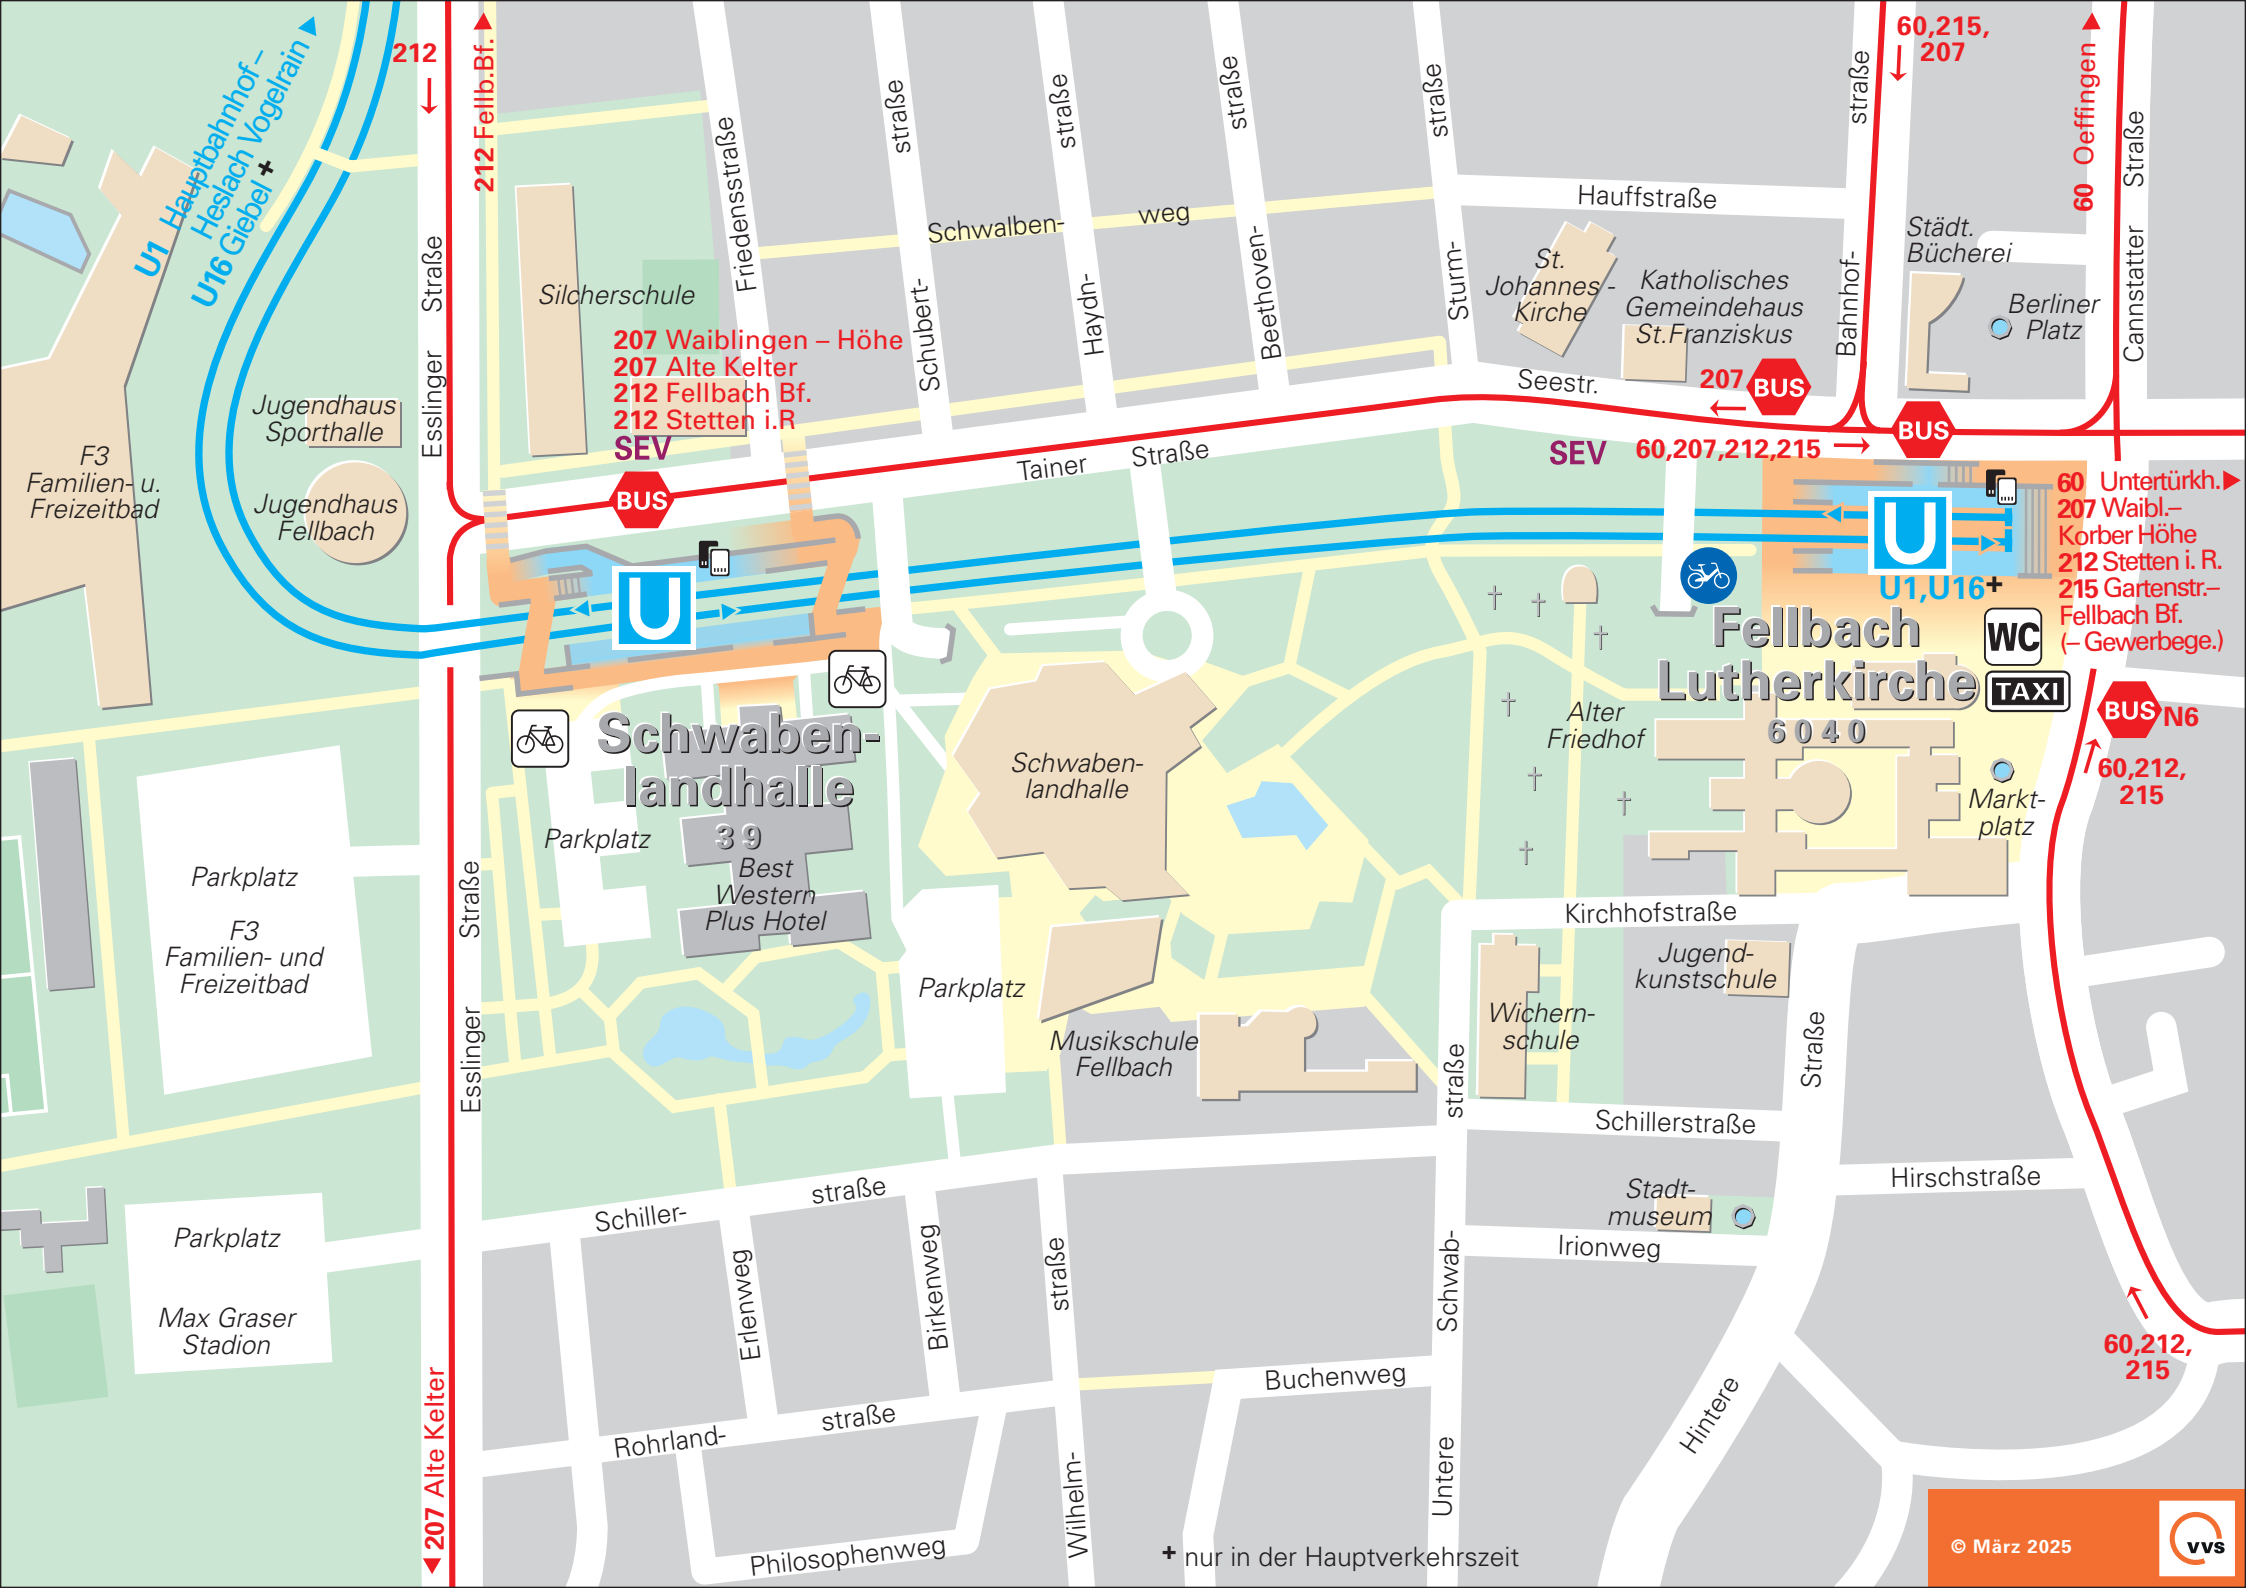 212
212 Fellb.Bf.
U1 Hauptbahnhof –
Heslach Vogelrain
U16 Giebel +
Esslinger Straße
Friedensstraße
Schubert-
straße
Haydn-
straße
Beethoven-
straße
Sturm-
straße
Schwalben-
weg
Hauffstraße
Bahnhof-
straße
60,215,
207
60 Oeffingen
Cannstatter Straße
Städt.
Bücherei
Berliner
Platz
St.
Johannes-
Kirche
Katholisches
Gemeindehaus
St.Franziskus
Silcherschule
207 Waiblingen – Höhe
207 Alte Kelter
212 Fellbach Bf.
212 Stetten i.R
SEV
BUS
Jugendhaus
Sporthalle
Jugendhaus
Fellbach
F3
Familien- u.
Freizeitbad
Seestr.
207
BUS
BUS
SEV
60,207,212,215
Tainer Straße
60 Untertürkh.
207 Waibl.–
Korber Höhe
212 Stetten i. R.
215 Gartenstr.–
Fellbach Bf.
(– Gewerbege.)
U
U
U1,U16+
Fellbach
Lutherkirche
6040
WC
TAXI
BUS N6
60,212,
215
Schwaben-
landhalle
39
Best
Western
Plus Hotel
Parkplatz
Schwaben-
landhalle
Alter
Friedhof
Markt-
platz
Parkplatz
F3
Familien- und
Freizeitbad
Esslinger Straße
Parkplatz
Musikschule
Fellbach
Kirchhofstraße
Jugend-
kunstschule
Wichern-
schule
Schillerstraße
Hirschstraße
Stadt-
museum
Irionweg
Hintere
Straße
Untere
Schwab-
straße
Schiller-
straße
Erlenweg
Birkenweg
Wilhelm-
straße
Buchenweg
Rohrland-
straße
Philosophenweg
Parkplatz
Max Graser
Stadion
207 Alte Kelter
60,212,
215
+ nur in der Hauptverkehrszeit
© März 2025
vvs